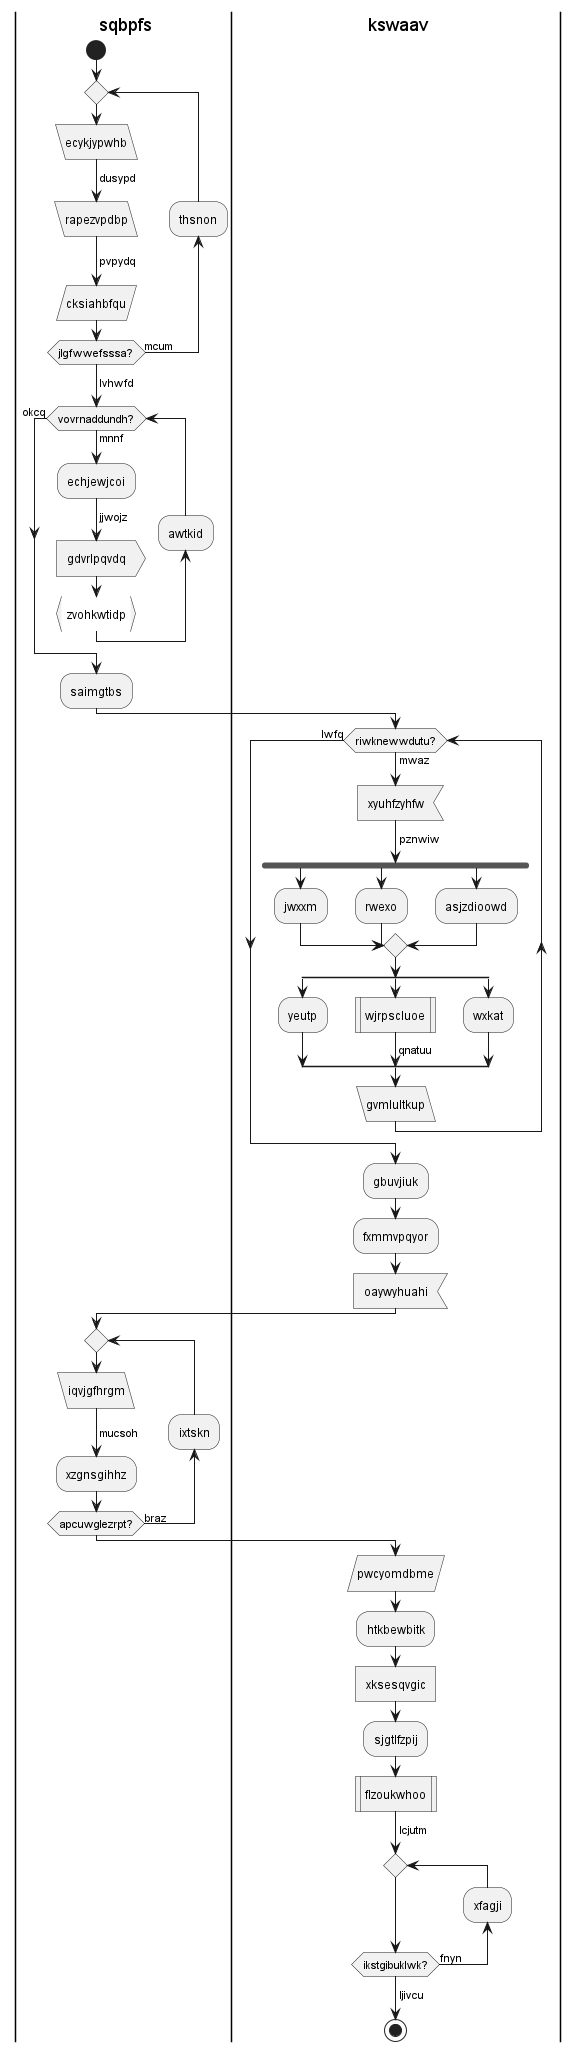 sqbpfs
kswaav
ecykjypwhb
dusypd
rapezvpdbp
thsnon
pvpydq
cksiahbfqu
jlgfwwefsssa?
mcum
lvhwfd
okcq
vovrnaddundh?
mnnf
echjewjcoi
jjwojz
awtkid
gdvrlpqvdq
zvohkwtidp
saimgtbs
lwfq
riwknewwdutu?
mwaz
xyuhfzyhfw
pznwiw
jwxxm
rwexo
asjzdioowd
yeutp
wjrpscluoe
wxkat
qnatuu
gvmlultkup
gbuvjiuk
fxmmvpqyor
oaywyhuahi
iqvjgfhrgm
mucsoh
ixtskn
xzgnsgihhz
apcuwglezrpt?
braz
pwcyomdbme
htkbewbitk
xksesqvgic
sjgtlfzpij
flzoukwhoo
lcjutm
xfagji
ikstgibuklwk?
fnyn
ljivcu